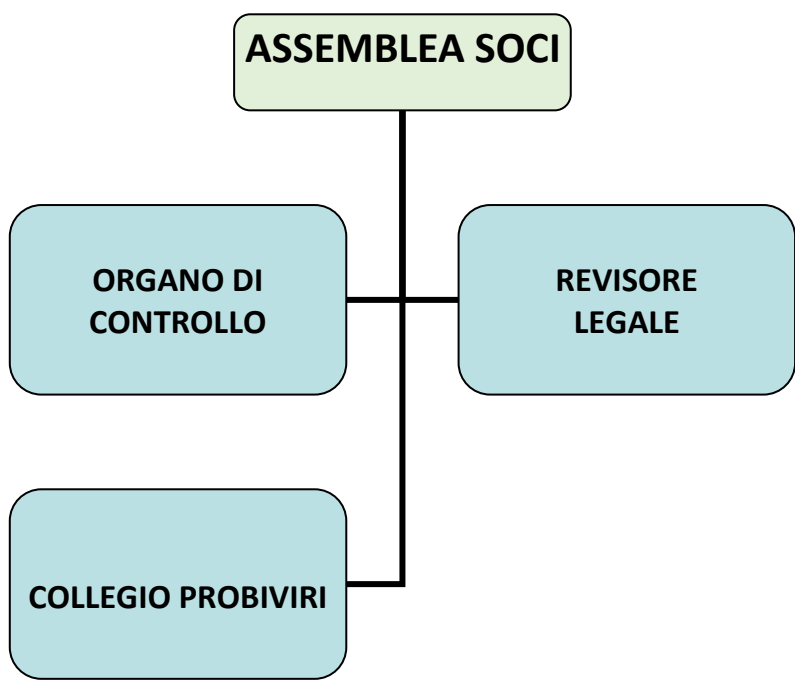 ASSEMBLEA SOCI
ORGANO DI
CONTROLLO
REVISORE
LEGALE
COLLEGIO PROBIVIRI